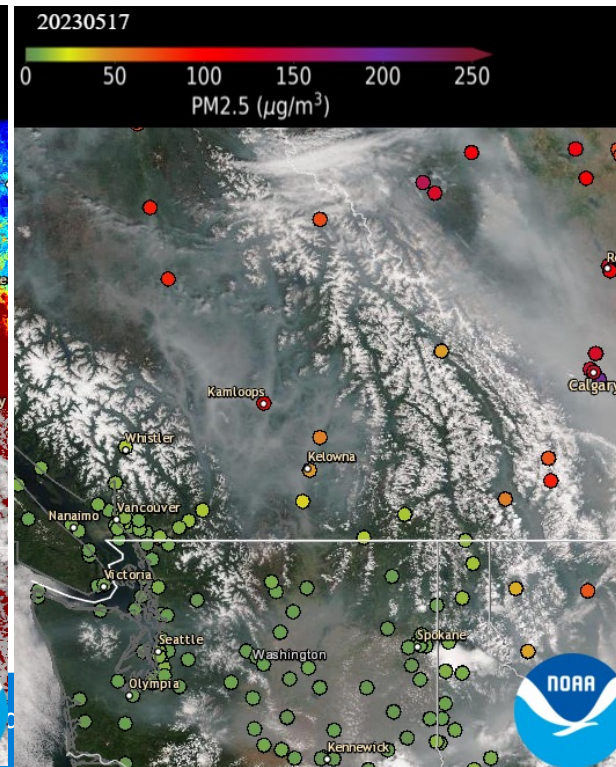 20230517
0 50 100 150 200 250
PM2.5 (μg/m³)
Kamloops
Calgary
Whistler
Kelowna
Nanaimo
Vancouver
Victoria
Seattle
Spokane
Washington
Olympia
Kennewick
NOAA